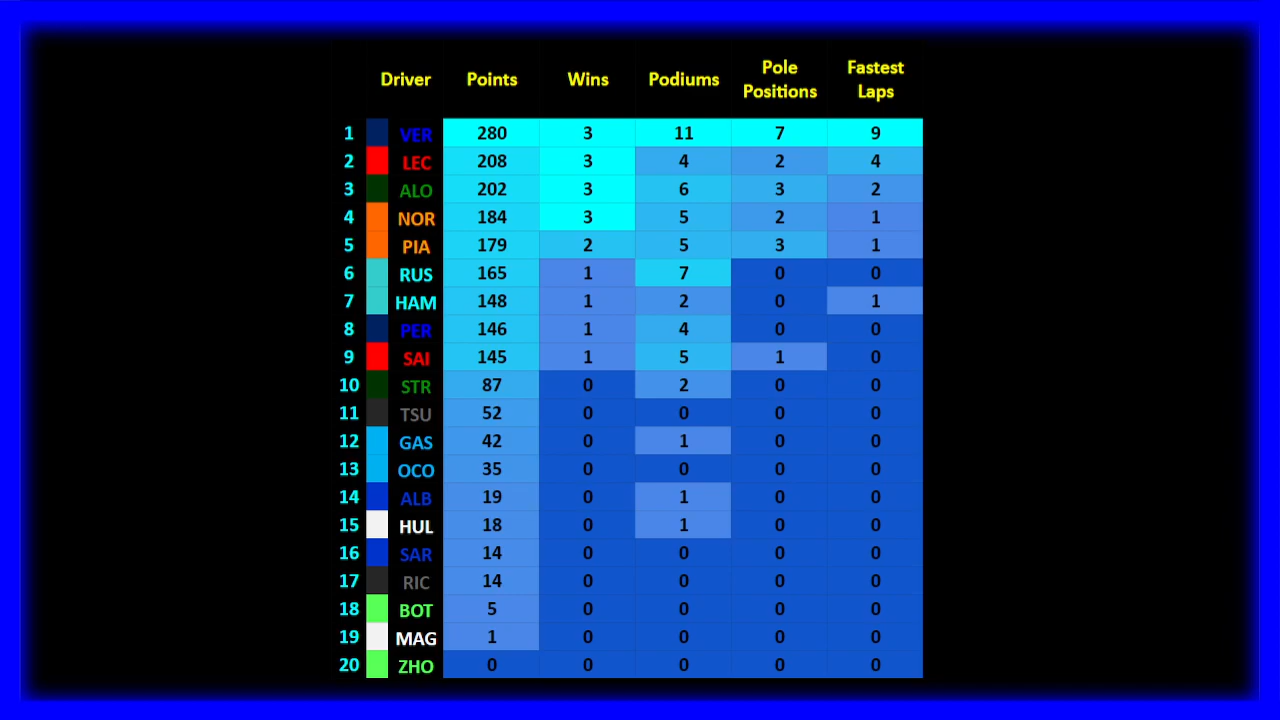 Driver Points Wins Podiums Pole Positions Fastest Laps
1 VER 280 3 11 7 9
2 LEC 208 3 4 2 4
3 ALO 202 3 6 3 2
4 NOR 184 3 5 2 1
5 PIA 179 2 5 3 1
6 RUS 165 1 7 0 0
7 HAM 148 1 2 0 1
8 PER 146 1 4 0 0
9 SAI 145 1 5 1 0
10 STR 87 0 2 0 0
11 TSU 52 0 0 0 0
12 GAS 42 0 1 0 0
13 OCO 35 0 0 0 0
14 ALB 19 0 1 0 0
15 HUL 18 0 1 0 0
16 SAR 14 0 0 0 0
17 RIC 14 0 0 0 0
18 BOT 5 0 0 0 0
19 MAG 1 0 0 0 0
20 ZHO 0 0 0 0 0